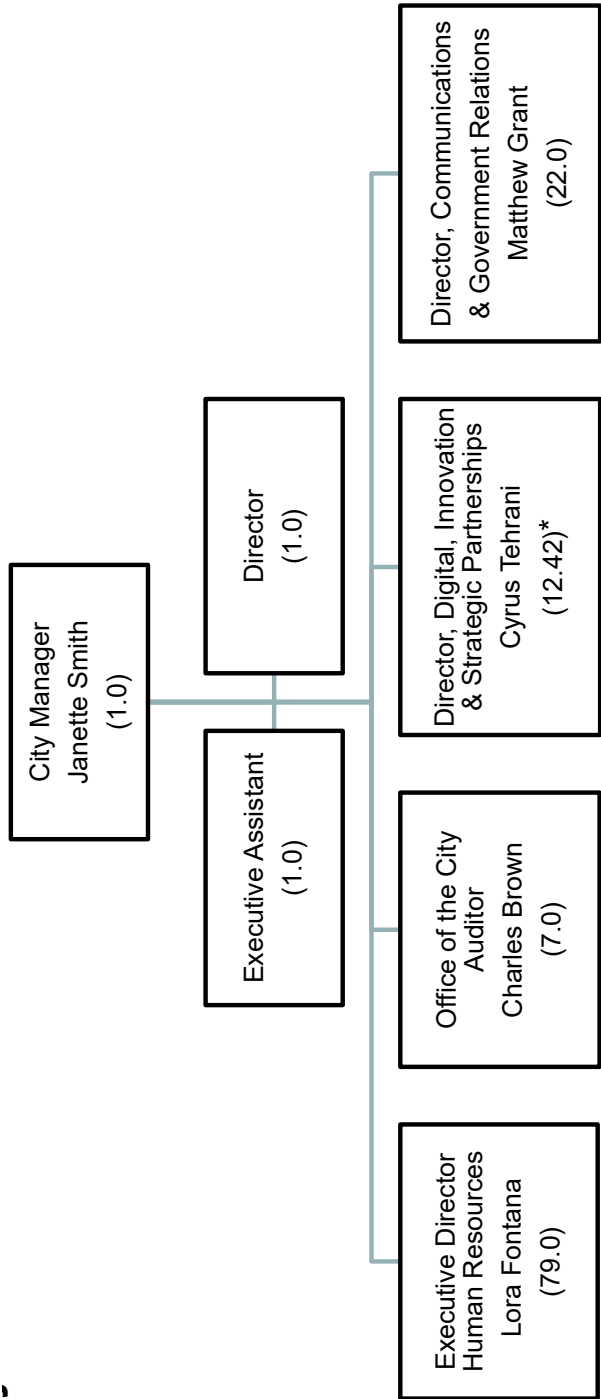 City Manager
Janette Smith
(1.0)
Executive Assistant
(1.0)
Director
(1.0)
Executive Director
Human Resources
Lora Fontana
(79.0)
Office of the City
Auditor
Charles Brown
(7.0)
Director, Digital, Innovation
& Strategic Partnerships
Cyrus Tehrani
(12.42)*
Director, Communications
& Government Relations
Matthew Grant
(22.0)